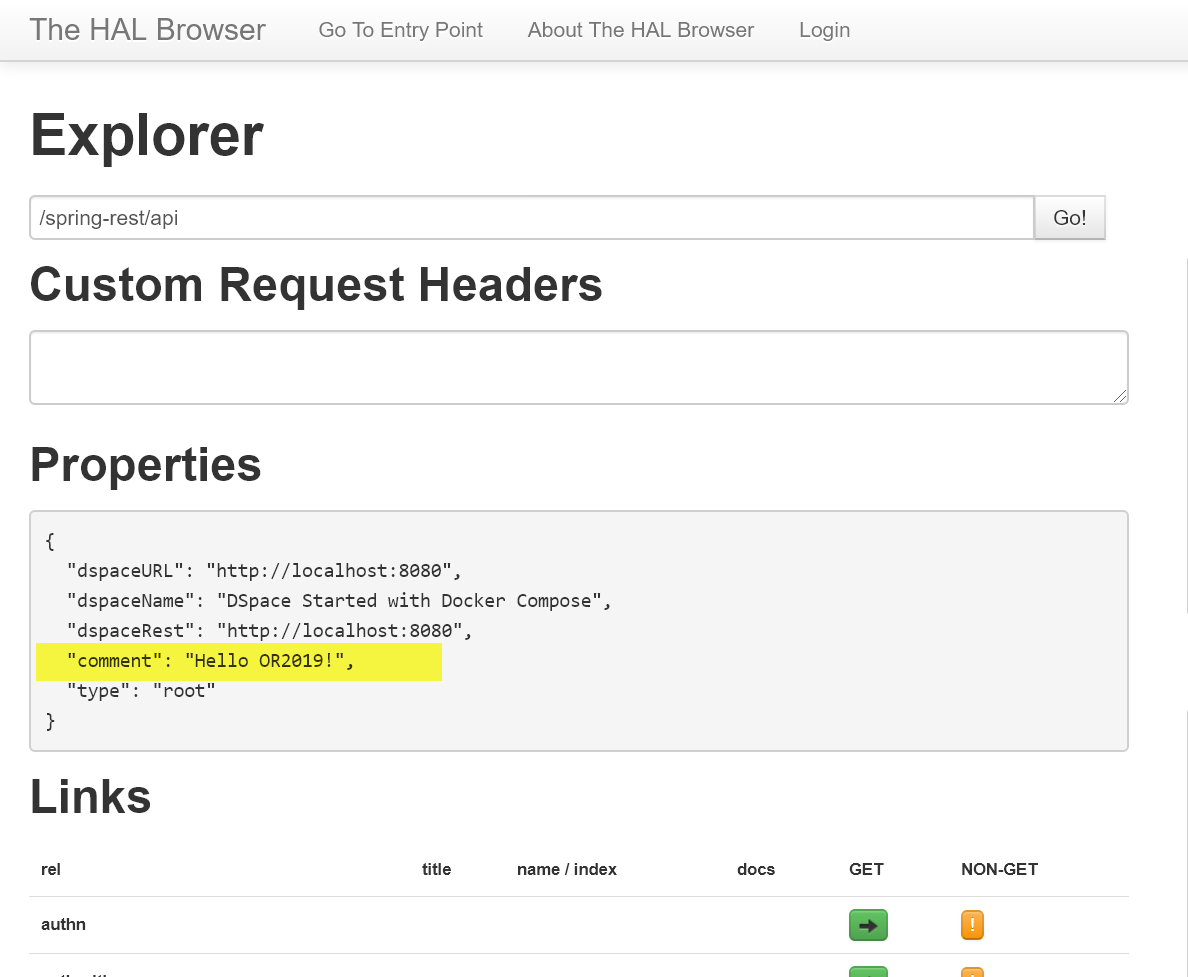 The HAL Browser Go To Entry Point About The HAL Browser Login
Explorer
/spring-rest/api Go!
Custom Request Headers
Properties
{
"dspaceURL": "http://localhost:8080",
"dspaceName": "DSpace Started with Docker Compose",
"dspaceRest": "http://localhost:8080",
"comment": "Hello OR2019!",
"type": "root"
}
Links
rel title name / index docs GET NON-GET
authn !